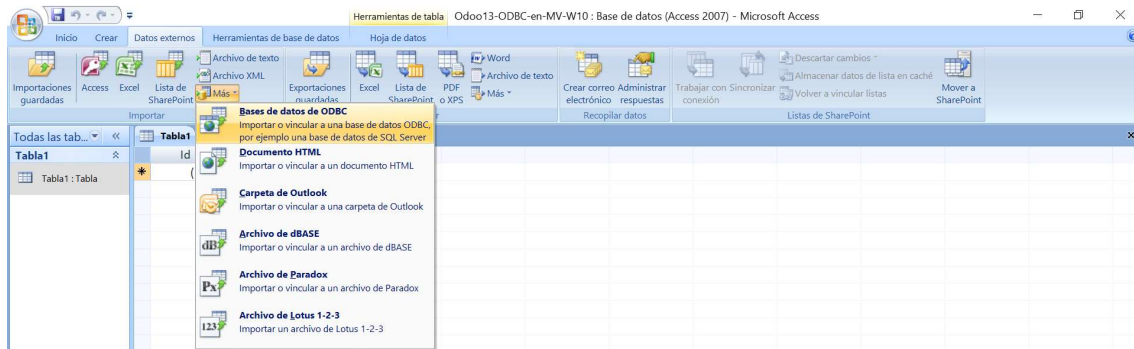 Herramientas de tabla Odoo13-ODBC-en-MV-W10 : Base de datos (Access 2007) - Microsoft Access
Inicio Crear Datos externos Herramientas de base de datos Hoja de datos
Importaciones guardadas
Access
Excel
Lista de SharePoint
Archivo de texto
Archivo XML
Más
Importar
Exportaciones guardadas
Excel
Lista de SharePoint
PDF o XPS
Word
Archivo de texto
Más
Crear correo electrónico
Administrar respuestas
Recopilar datos
Trabajar con conexión
Sincronizar
Descartar cambios
Almacenar datos de lista en caché
Volver a vincular listas
Mover a SharePoint
Listas de SharePoint
Bases de datos de ODBC
Importar o vincular a una base de datos ODBC,
por ejemplo una base de datos de SQL Server
Documento HTML
Importar o vincular a un documento HTML
Carpeta de Outlook
Importar o vincular a una carpeta de Outlook
Archivo de dBASE
Importar o vincular a un archivo de dBASE
Archivo de Paradox
Importar o vincular a un archivo de Paradox
Archivo de Lotus 1-2-3
Importar un archivo de Lotus 1-2-3
Todas las tab...
Tabla1
Tabla1 : Tabla
Tabla1
Id
(